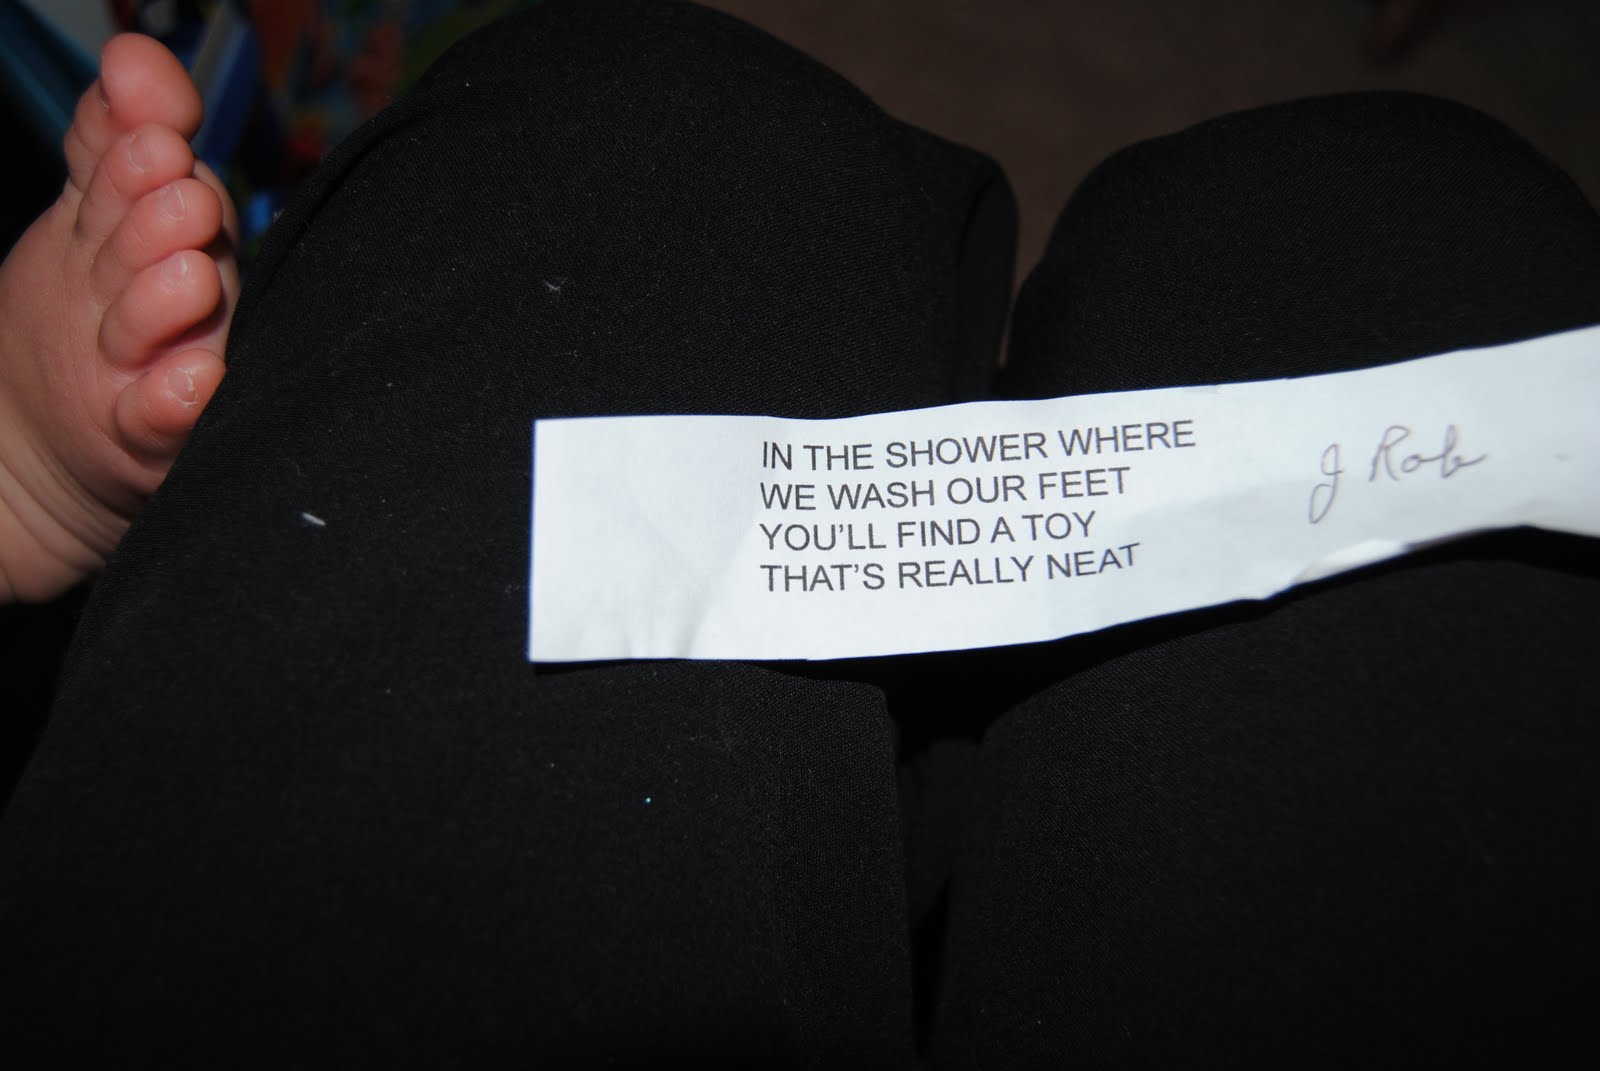 IN THE SHOWER WHERE
WE WASH OUR FEET
YOU'LL FIND A TOY
THAT'S REALLY NEAT
J Rob